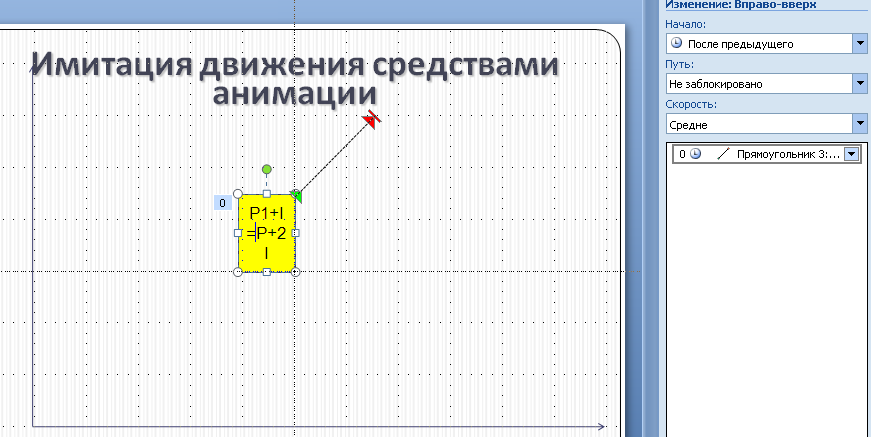 Имитация движения средствами
анимации
0
P1+I
=P+2
I
Изменение: Вправо-вверх
Начало:
После предыдущего
Путь:
Не заблокировано
Скорость:
Средне
0 Прямоугольник 3:...